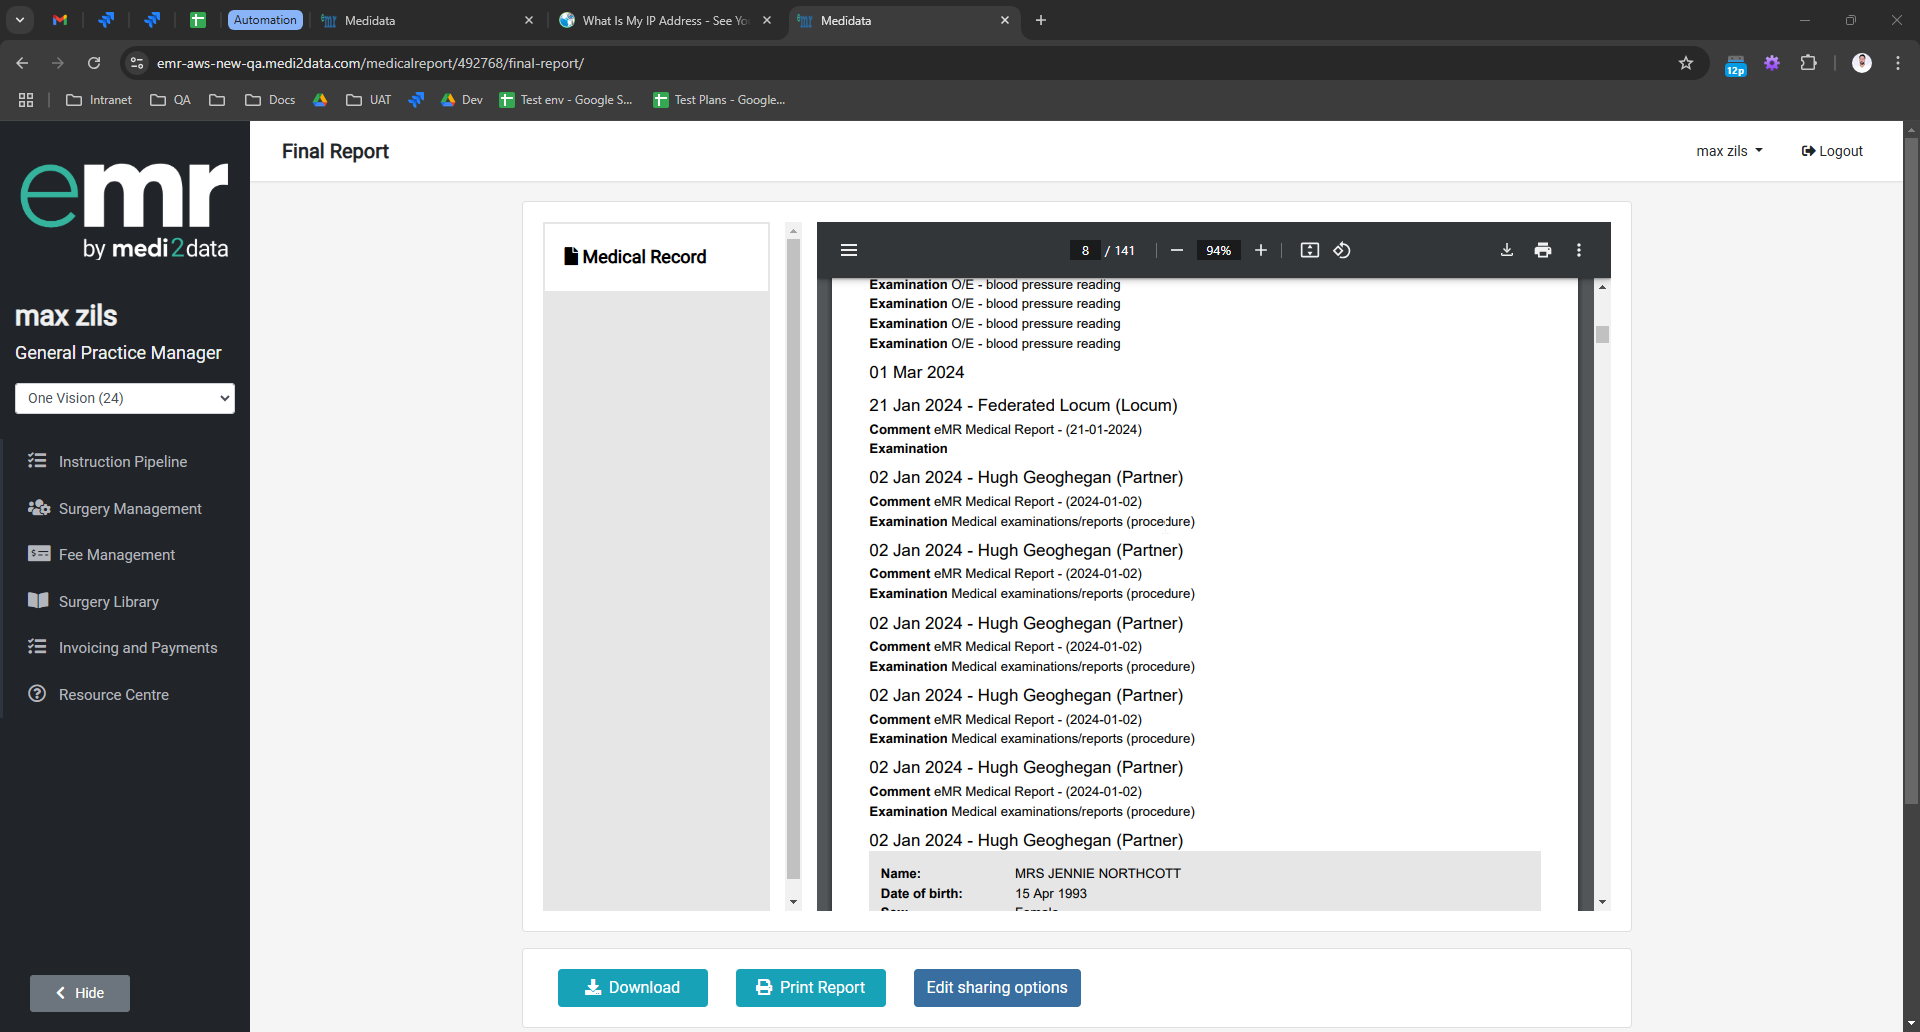 Automation
Medidata
What Is My IP Address - See Yo
Medidata
emr-aws-new-qa.medi2data.com/medicalreport/492768/final-report/
12p
Intranet
QA
Docs
UAT
Dev
Test env - Google S...
Test Plans - Google...
emr
by medi2data
max zils
General Practice Manager
One Vision (24)
Instruction Pipeline
Surgery Management
Fee Management
Surgery Library
Invoicing and Payments
Resource Centre
Hide
Final Report
max zils
Logout
Medical Record
8 / 141
94%
Examination O/E - blood pressure reading
Examination O/E - blood pressure reading
Examination O/E - blood pressure reading
Examination O/E - blood pressure reading
01 Mar 2024
21 Jan 2024 - Federated Locum (Locum)
Comment eMR Medical Report - (21-01-2024)
Examination
02 Jan 2024 - Hugh Geoghegan (Partner)
Comment eMR Medical Report - (2024-01-02)
Examination Medical examinations/reports (procedure)
02 Jan 2024 - Hugh Geoghegan (Partner)
Comment eMR Medical Report - (2024-01-02)
Examination Medical examinations/reports (procedure)
02 Jan 2024 - Hugh Geoghegan (Partner)
Comment eMR Medical Report - (2024-01-02)
Examination Medical examinations/reports (procedure)
02 Jan 2024 - Hugh Geoghegan (Partner)
Comment eMR Medical Report - (2024-01-02)
Examination Medical examinations/reports (procedure)
02 Jan 2024 - Hugh Geoghegan (Partner)
Comment eMR Medical Report - (2024-01-02)
Examination Medical examinations/reports (procedure)
02 Jan 2024 - Hugh Geoghegan (Partner)
Name: MRS JENNIE NORTHCOTT
Date of birth: 15 Apr 1993
Download
Print Report
Edit sharing options